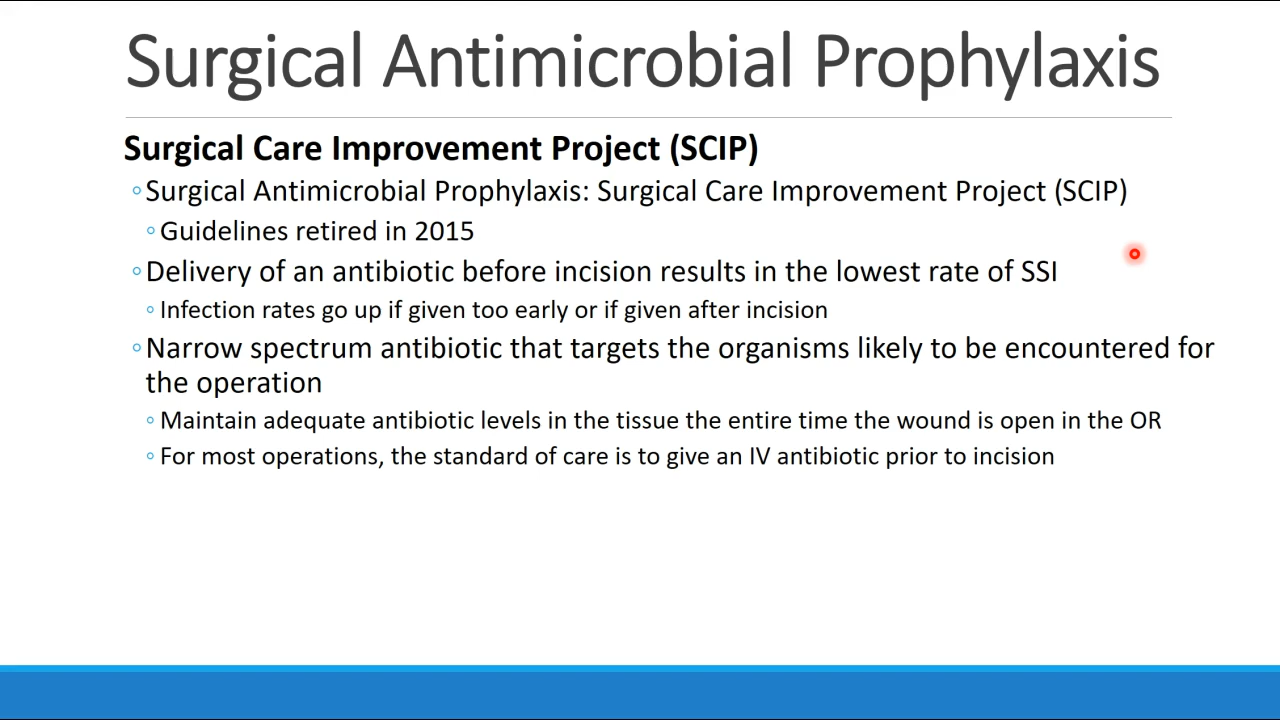 Surgical Antimicrobial Prophylaxis
Surgical Care Improvement Project (SCIP)
◦Surgical Antimicrobial Prophylaxis: Surgical Care Improvement Project (SCIP)
◦Guidelines retired in 2015
◦Delivery of an antibiotic before incision results in the lowest rate of SSI
◦Infection rates go up if given too early or if given after incision
◦Narrow spectrum antibiotic that targets the organisms likely to be encountered for
the operation
◦Maintain adequate antibiotic levels in the tissue the entire time the wound is open in the OR
◦For most operations, the standard of care is to give an IV antibiotic prior to incision